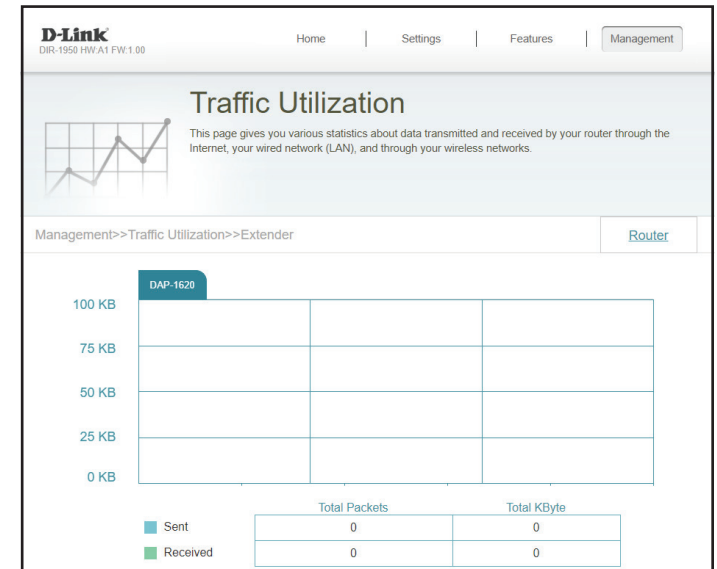 D-Link
DIR-1950 HW:A1 FW:1.00
Home | Settings | Features | Management
Traffic Utilization
This page gives you various statistics about data transmitted and received by your router through the
Internet, your wired network (LAN), and through your wireless networks.
Management>>Traffic Utilization>>Extender
Router
DAP-1620
100 KB
75 KB
50 KB
25 KB
0 KB
Total Packets Total KByte
Sent 0 0
Received 0 0